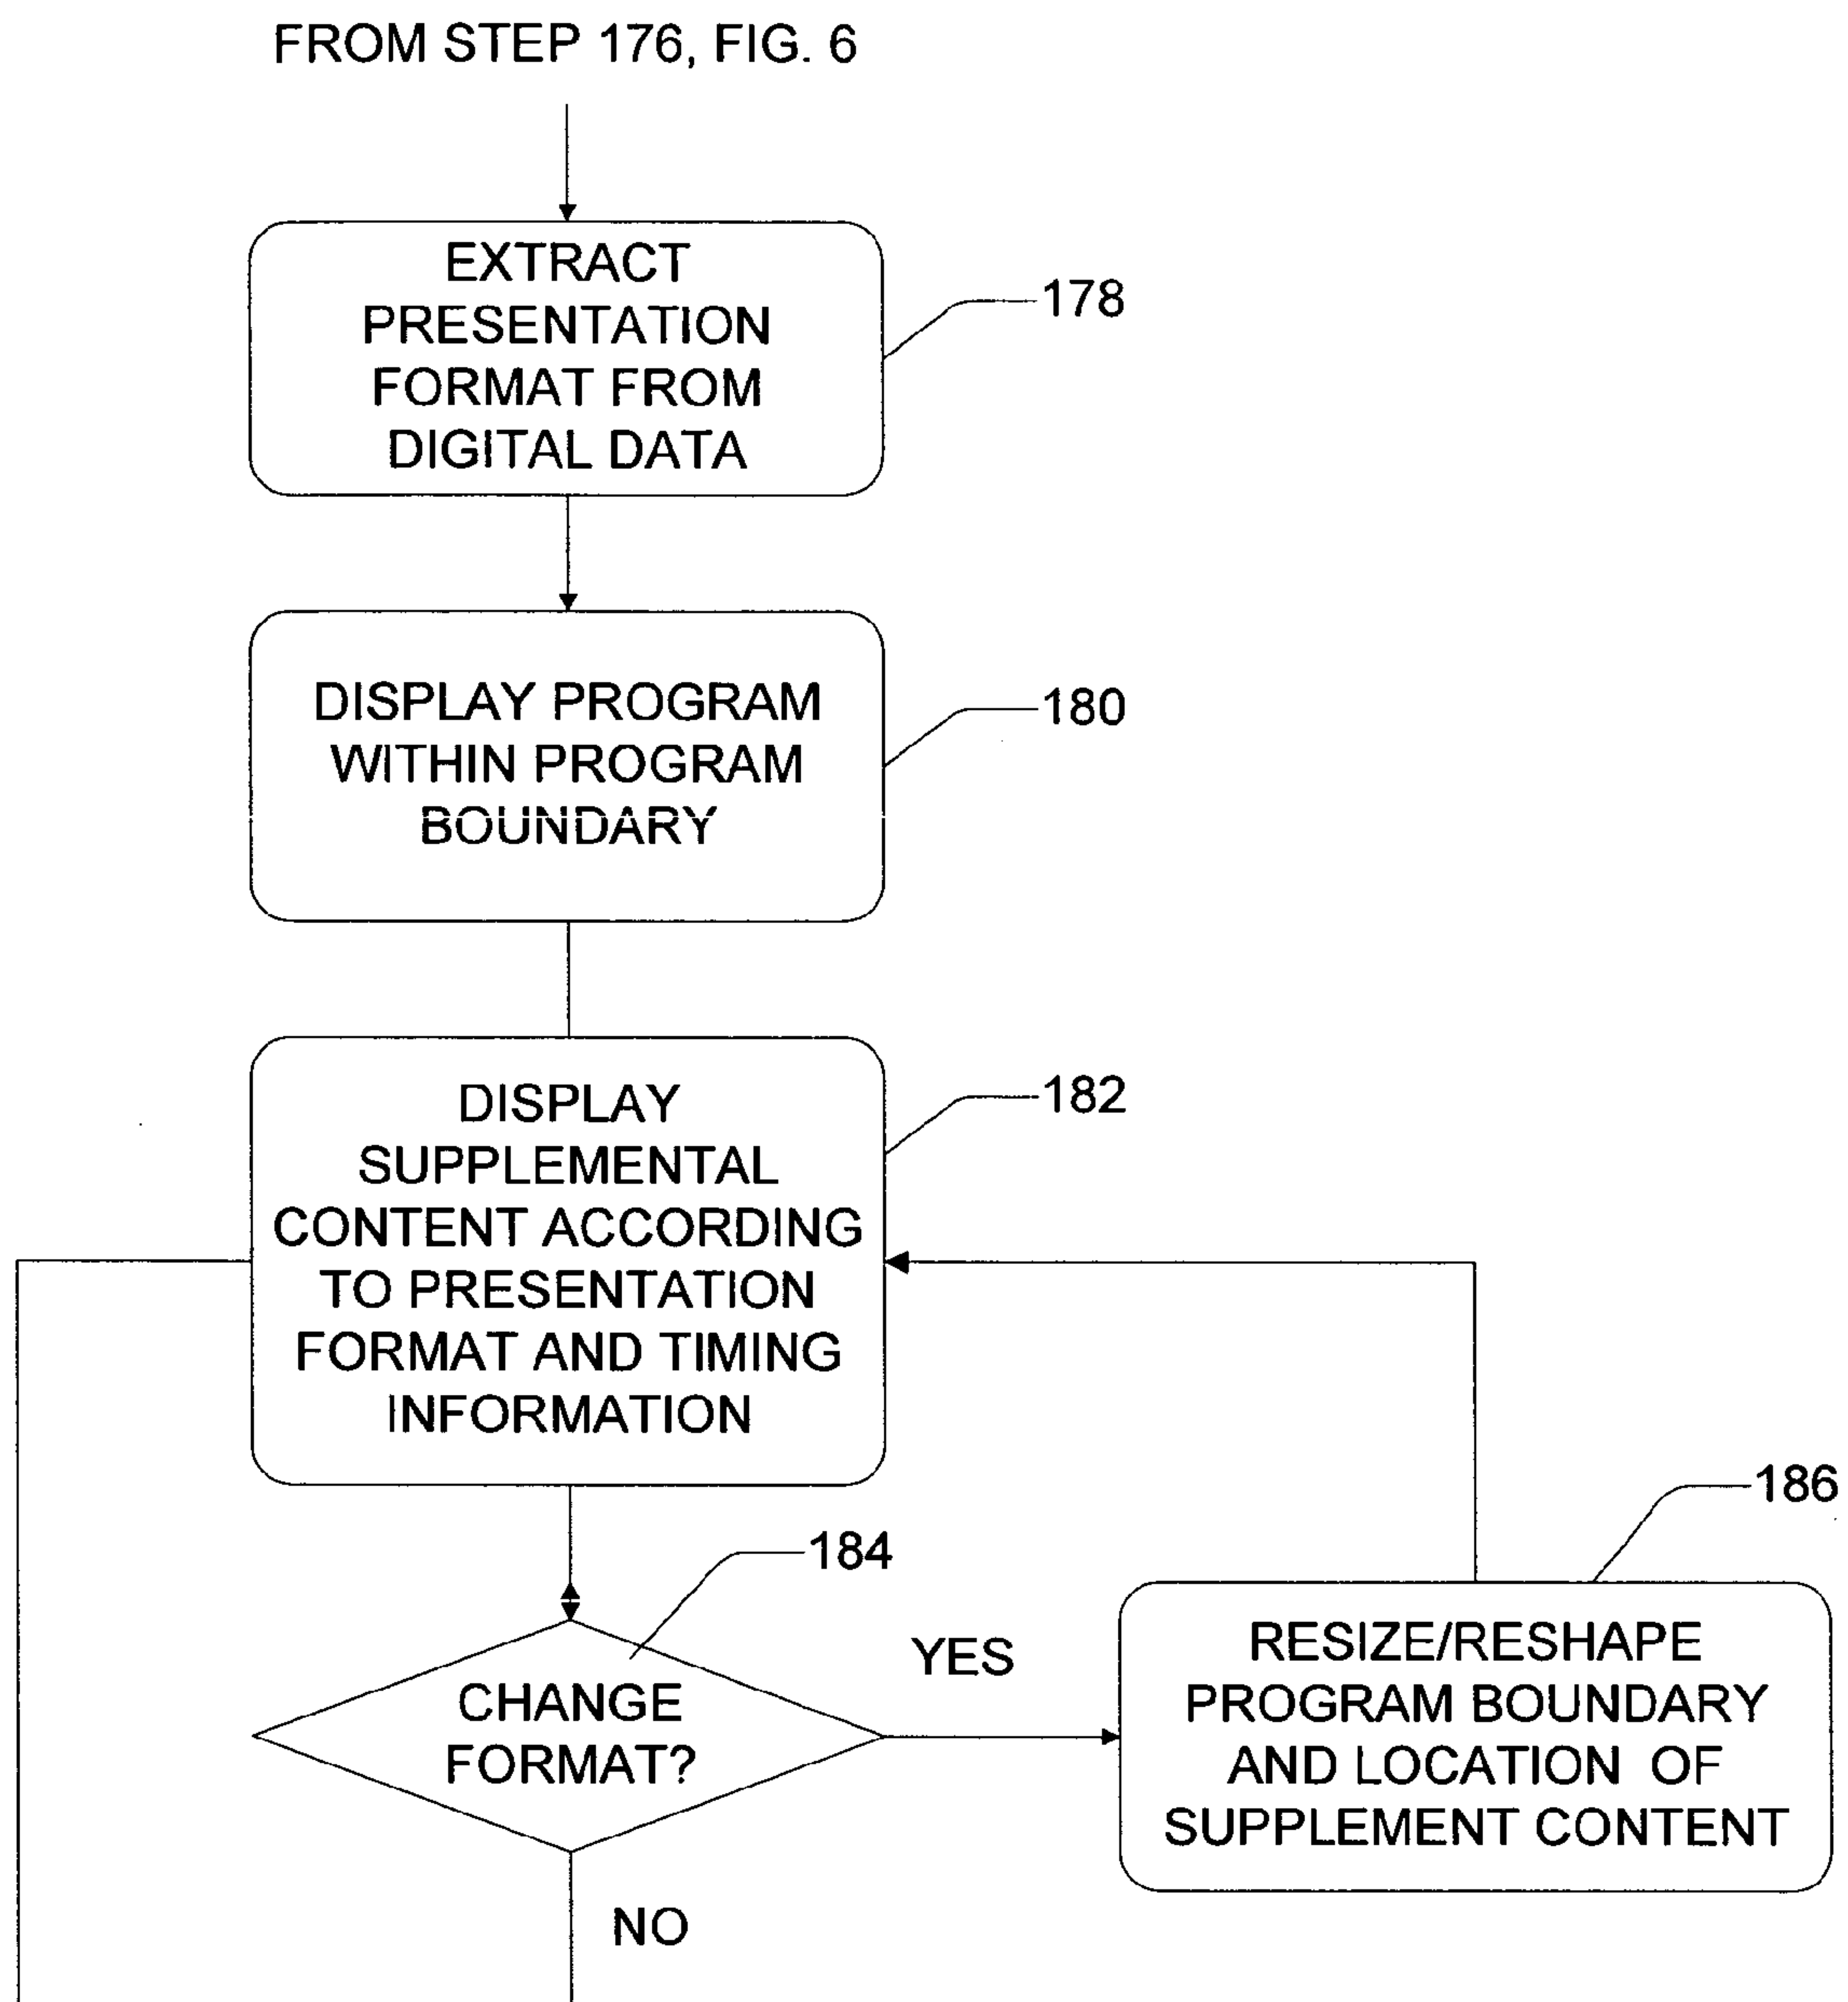 FROM STEP 176, FIG. 6
EXTRACT
PRESENTATION
FORMAT FROM
DIGITAL DATA
178
DISPLAY PROGRAM
WITHIN PROGRAM
BOUNDARY
180
DISPLAY
SUPPLEMENTAL
CONTENT ACCORDING
TO PRESENTATION
FORMAT AND TIMING
INFORMATION
182
184
CHANGE
FORMAT?
YES
NO
186
RESIZE/RESHAPE
PROGRAM BOUNDARY
AND LOCATION OF
SUPPLEMENT CONTENT